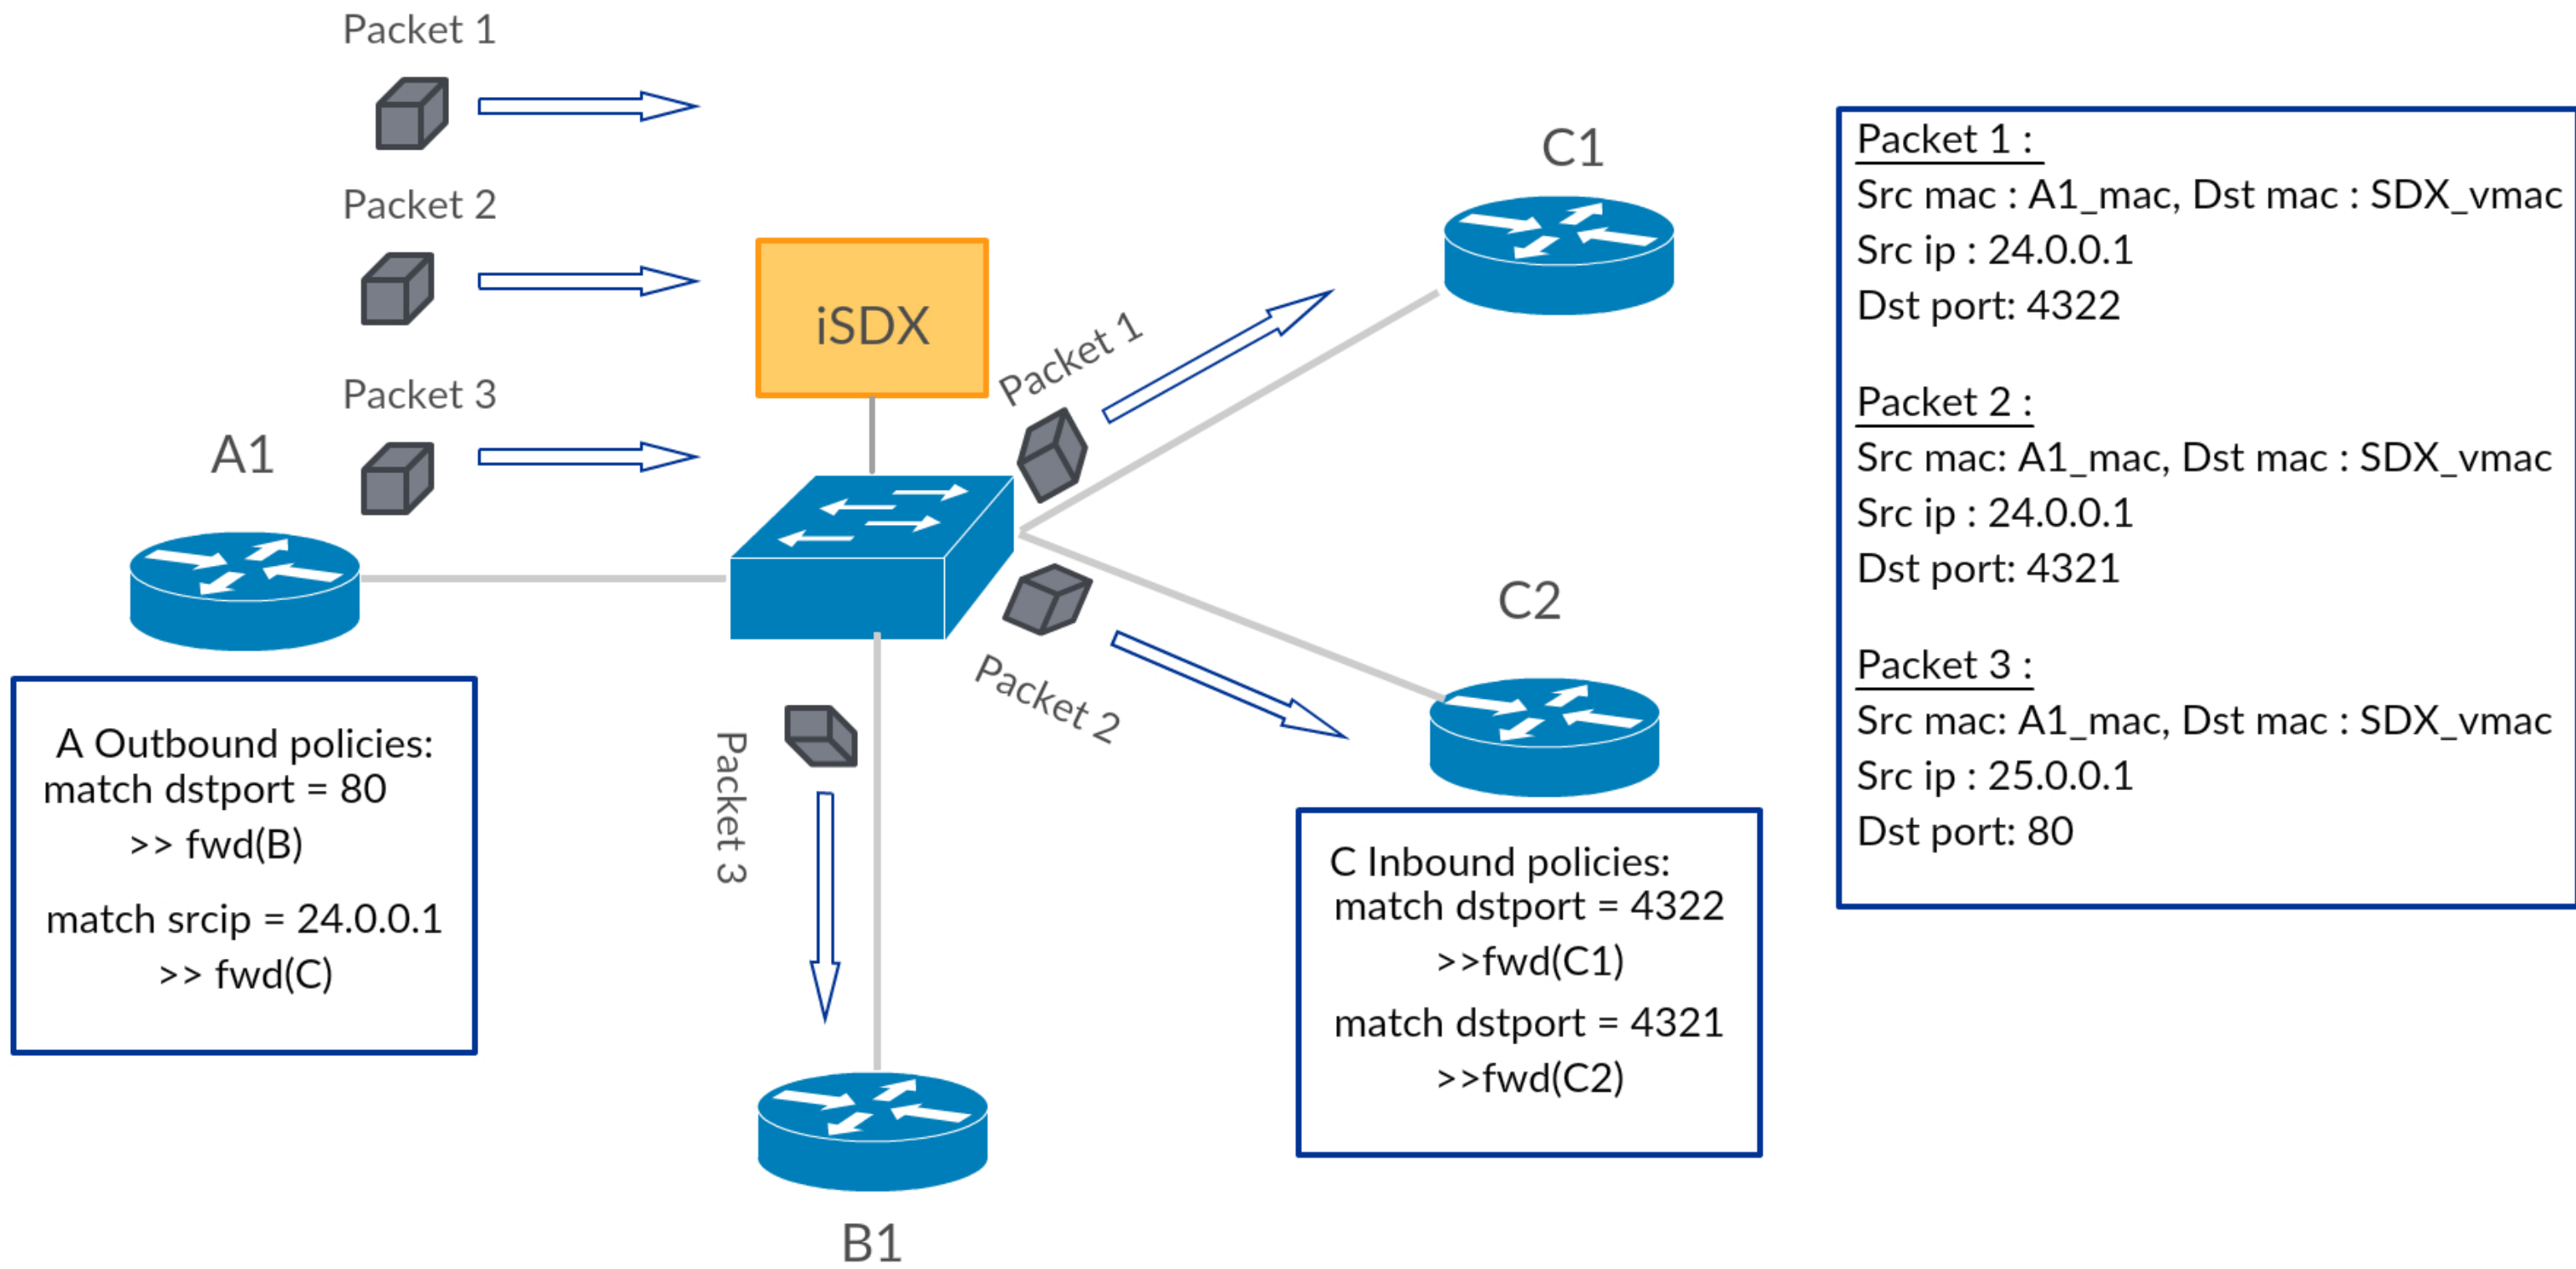 Packet 1
Packet 2
Packet 3
A1
iSDX
Packet 1
C1
Packet 2
C2
Packet 3
B1
A Outbound policies:
match dstport = 80
>> fwd(B)
match srcip = 24.0.0.1
>> fwd(C)
C Inbound policies:
match dstport = 4322
>>fwd(C1)
match dstport = 4321
>>fwd(C2)
Packet 1 :
Src mac : A1_mac, Dst mac : SDX_vmac
Src ip : 24.0.0.1
Dst port: 4322
Packet 2 :
Src mac: A1_mac, Dst mac : SDX_vmac
Src ip : 24.0.0.1
Dst port: 4321
Packet 3 :
Src mac: A1_mac, Dst mac : SDX_vmac
Src ip : 25.0.0.1
Dst port: 80